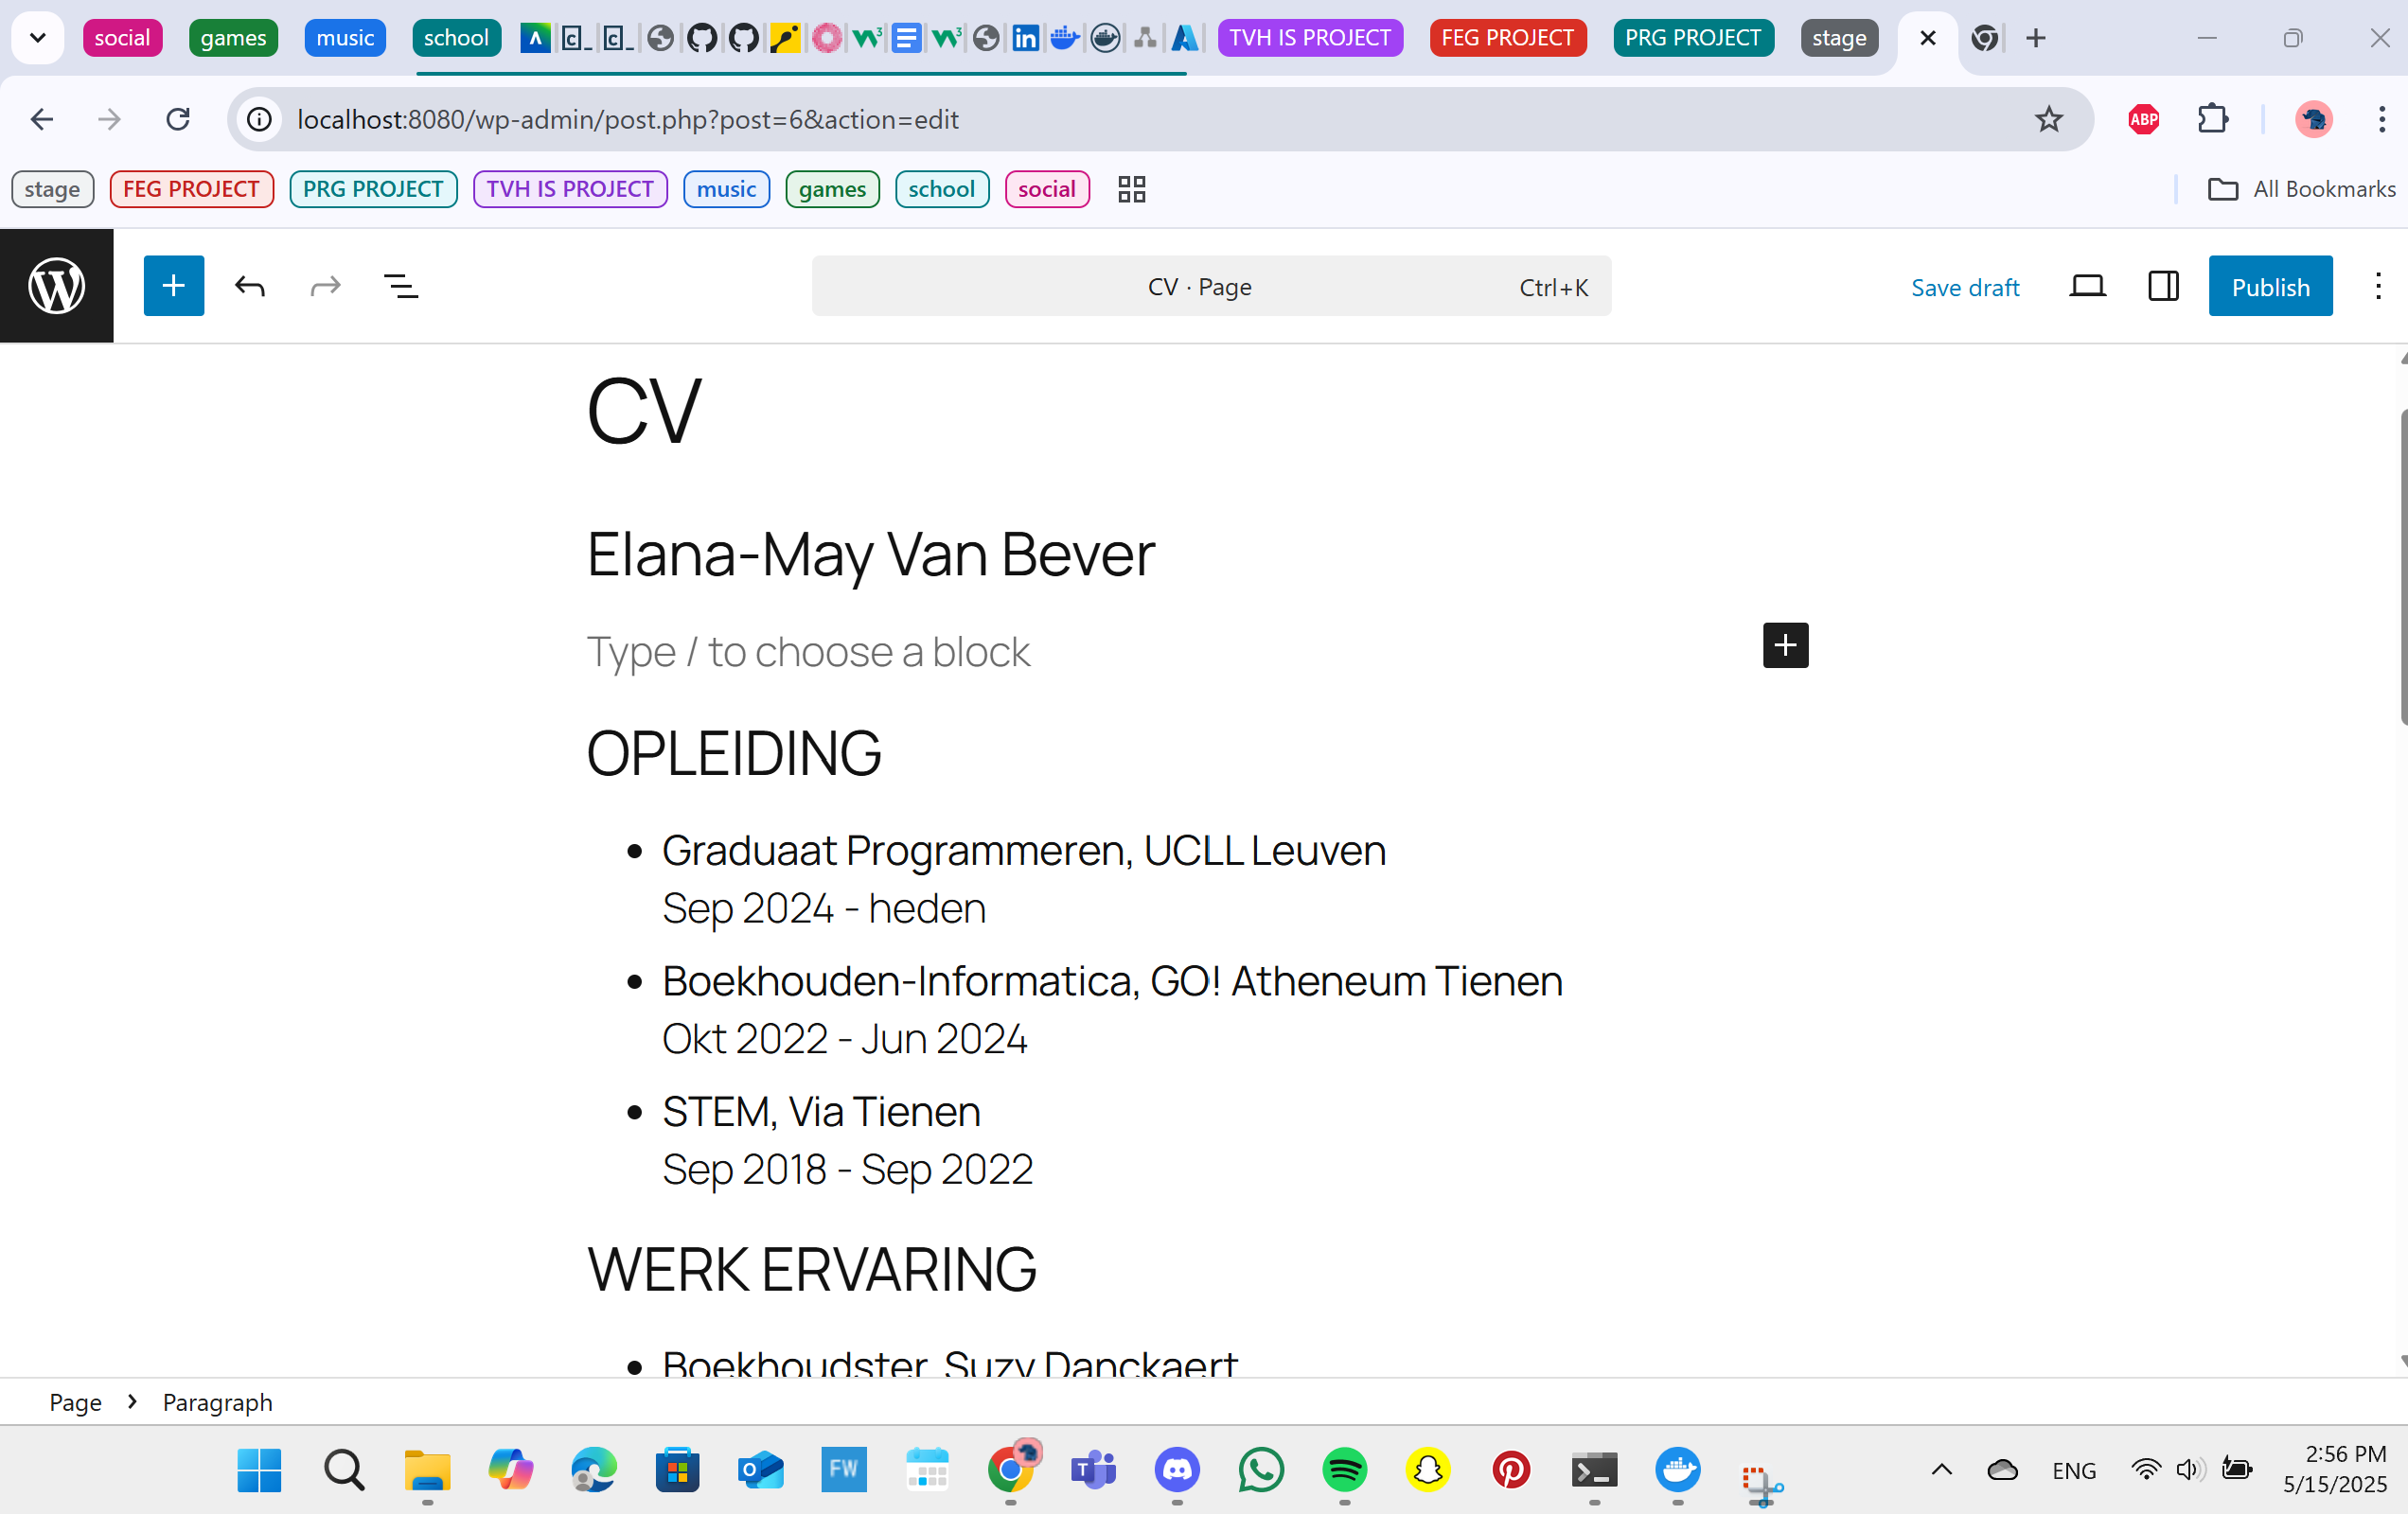 social games music school TVH IS PROJECT FEG PROJECT PRG PROJECT stage
localhost:8080/wp-admin/post.php?post=6&action=edit
ABP
stage FEG PROJECT PRG PROJECT TVH IS PROJECT music games school social All Bookmarks
CV · Page Ctrl+K Save draft Publish
CV
Elana-May Van Bever
Type / to choose a block
OPLEIDING
Graduaat Programmeren, UCLL Leuven
Sep 2024 - heden
Boekhouden-Informatica, GO! Atheneum Tienen
Okt 2022 - Jun 2024
STEM, Via Tienen
Sep 2018 - Sep 2022
WERK ERVARING
Boekhoudster, Suzy Danckaert
Page > Paragraph
FW
ENG
2:56 PM
5/15/2025